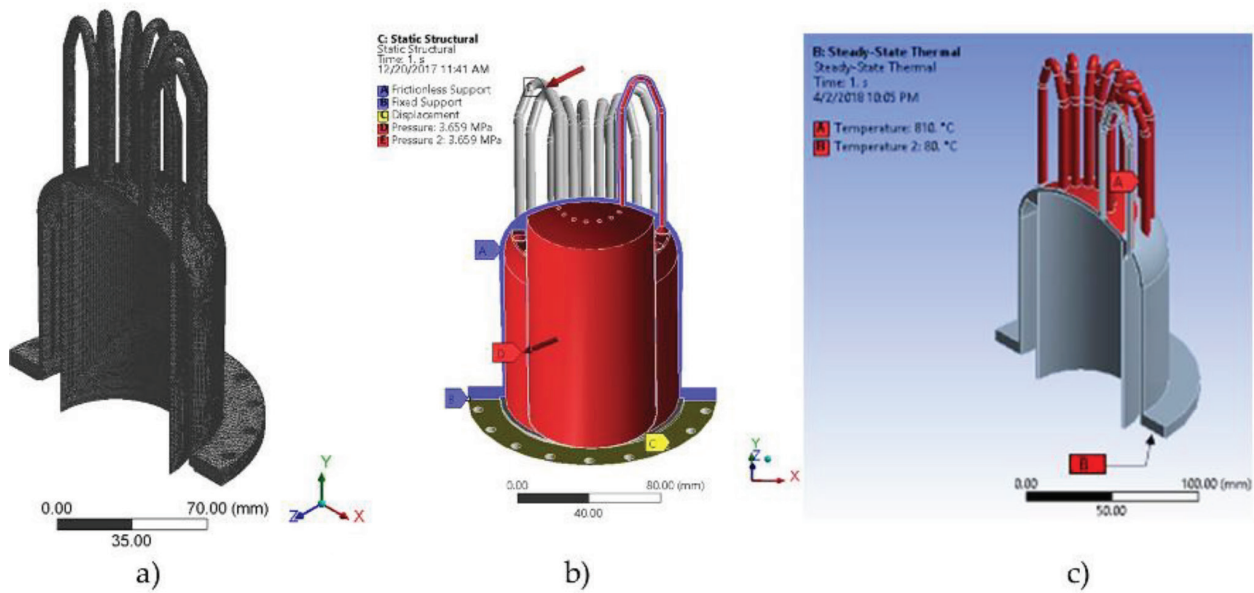 0.00
70.00 (mm)
35.00
Y
Z
X
a)
C: Static Structural
Static Structural
Time: 1. s
12/20/2017 11:41 AM
A Frictionless Support
B Fixed Support
C Displacement
D Pressure: 3.659 MPa
E Pressure 2: 3.659 MPa
A
D
B
C
0.00
80.00 (mm)
40.00
Y
Z
X
b)
B: Steady-State Thermal
Steady-State Thermal
Time: 1. s
4/2/2018 10:05 PM
A Temperature: 810. °C
B Temperature 2: 80. °C
A
B
0.00
100.00 (mm)
50.00
c)